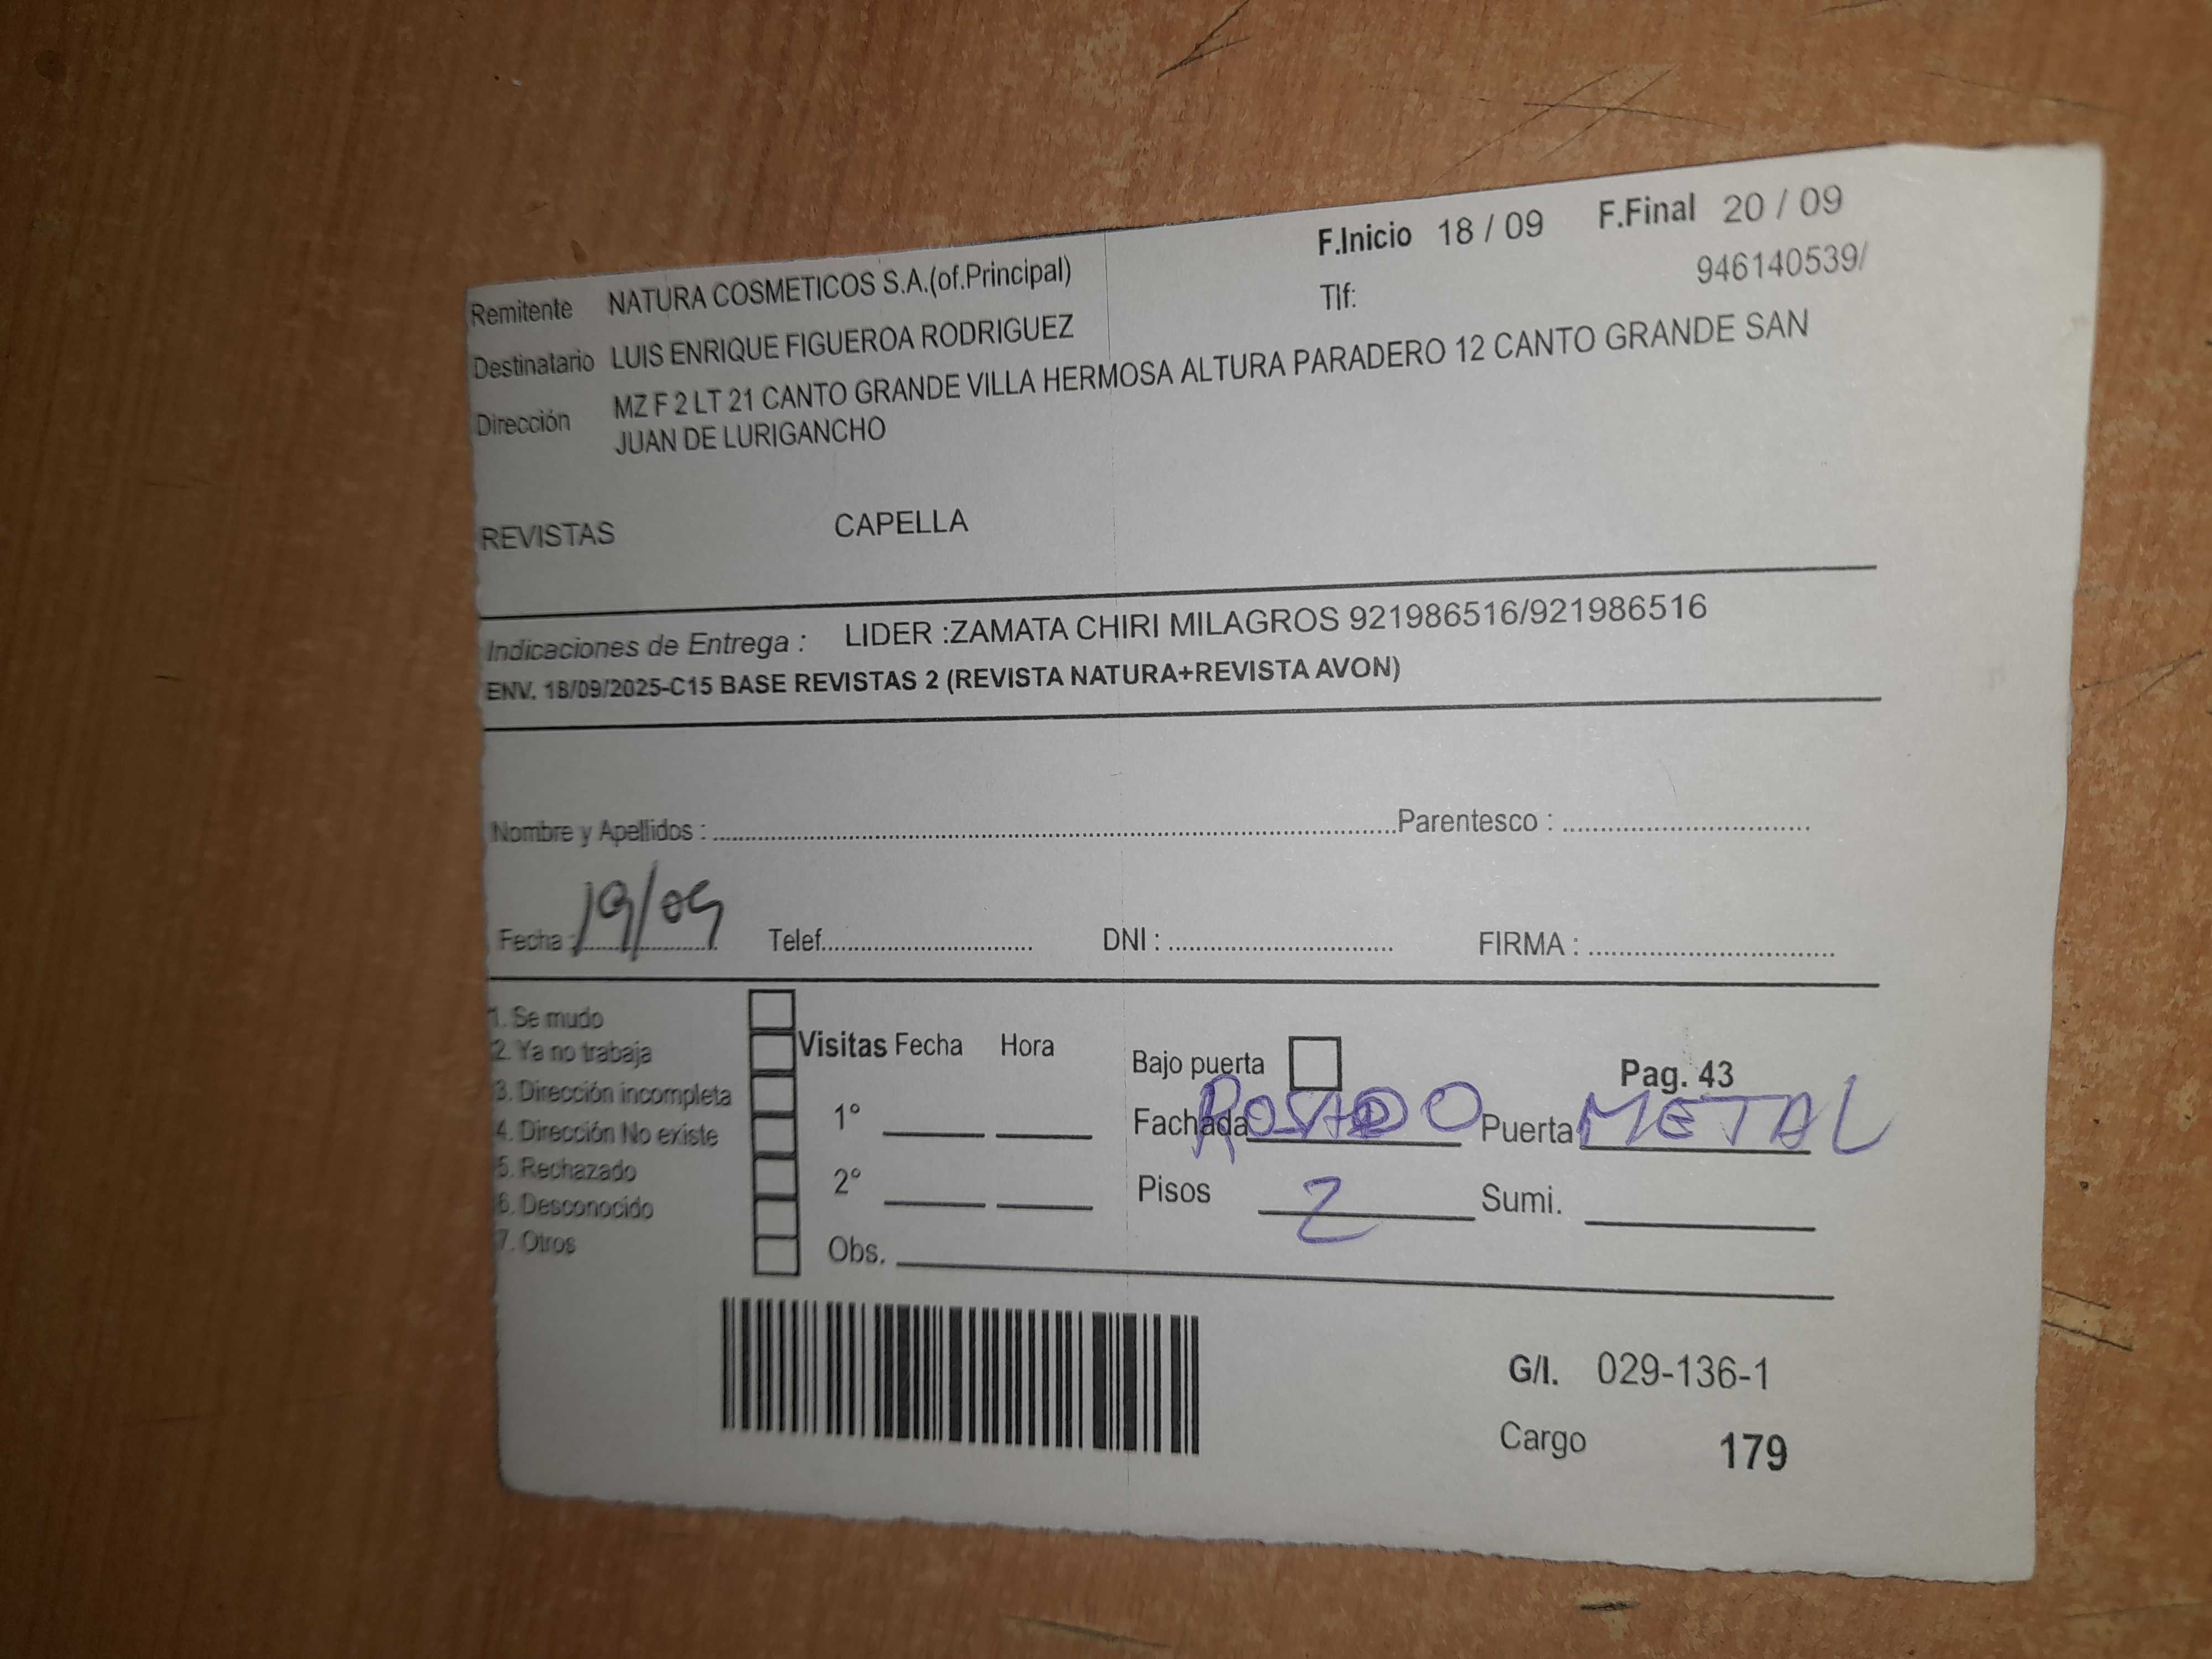 F.Inicio 18 / 09 F.Final 20 / 09
Remitente NATURA COSMETICOS S.A.(of.Principal) Tlf: 946140539/
Destinatario LUIS ENRIQUE FIGUEROA RODRIGUEZ
Dirección MZ F 2 LT 21 CANTO GRANDE VILLA HERMOSA ALTURA PARADERO 12 CANTO GRANDE SAN
JUAN DE LURIGANCHO
REVISTAS CAPELLA
Indicaciones de Entrega : LIDER :ZAMATA CHIRI MILAGROS 921986516/921986516
ENV. 18/09/2025-C15 BASE REVISTAS 2 (REVISTA NATURA+REVISTA AVON)
Nombre y Apellidos : Parentesco :
Fecha : 19/09 Telef. DNI : FIRMA :
1. Se mudo
2. Ya no trabaja
3. Dirección incompleta
4. Dirección No existe
5. Rechazado
6. Desconocido
7. Otros
Visitas Fecha Hora
1°
2°
Obs.
Bajo puerta Pag. 43
Fachada ROSADO Puerta METAL
Pisos 2 Sumi.
G/I. 029-136-1
Cargo 179